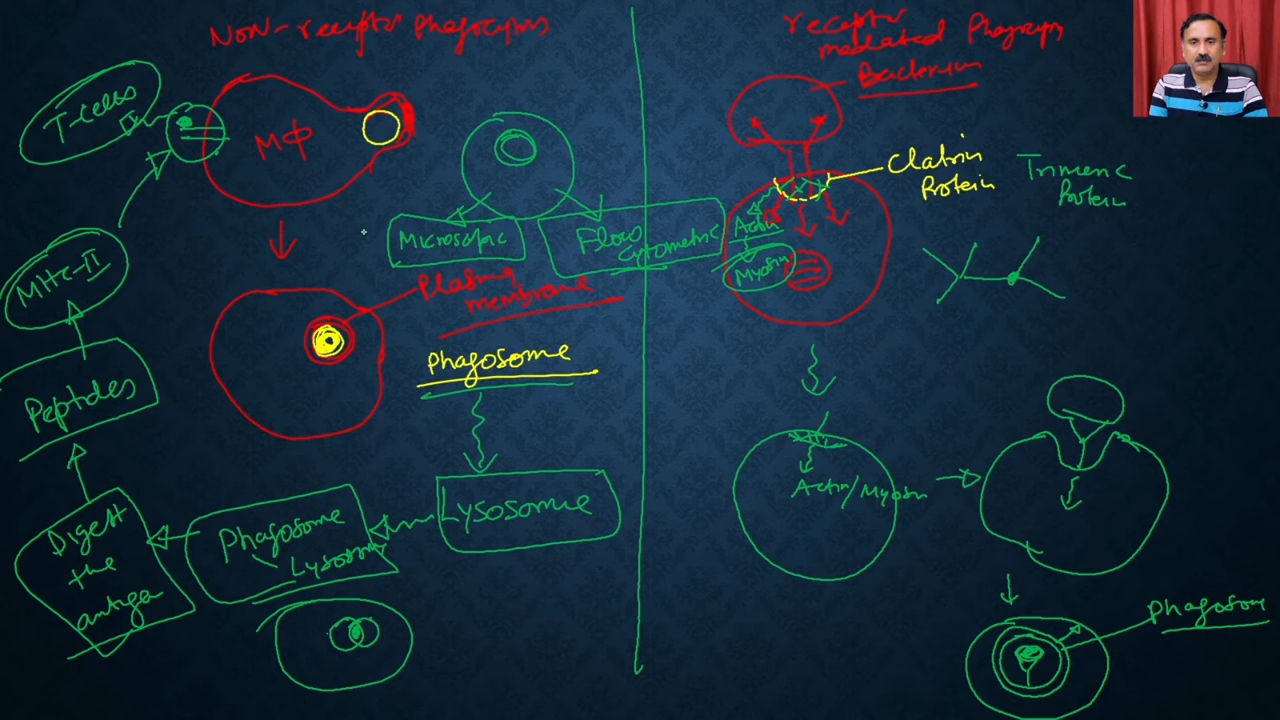 Non-receptor phagocytosis
receptor
mediated Phagocytosis
Bacterium
T-cells
MΦ
Clatrin
Protein
Trimeric
Protein
Microscopic
Flow
Cytometric
Actin
Myosin
MHC-II
Plasma
membrane
Phagosome
Peptides
Lysosome
Actin/Myosin
Phagosome
Lysosome
Digest
the
antigen
Phagosome